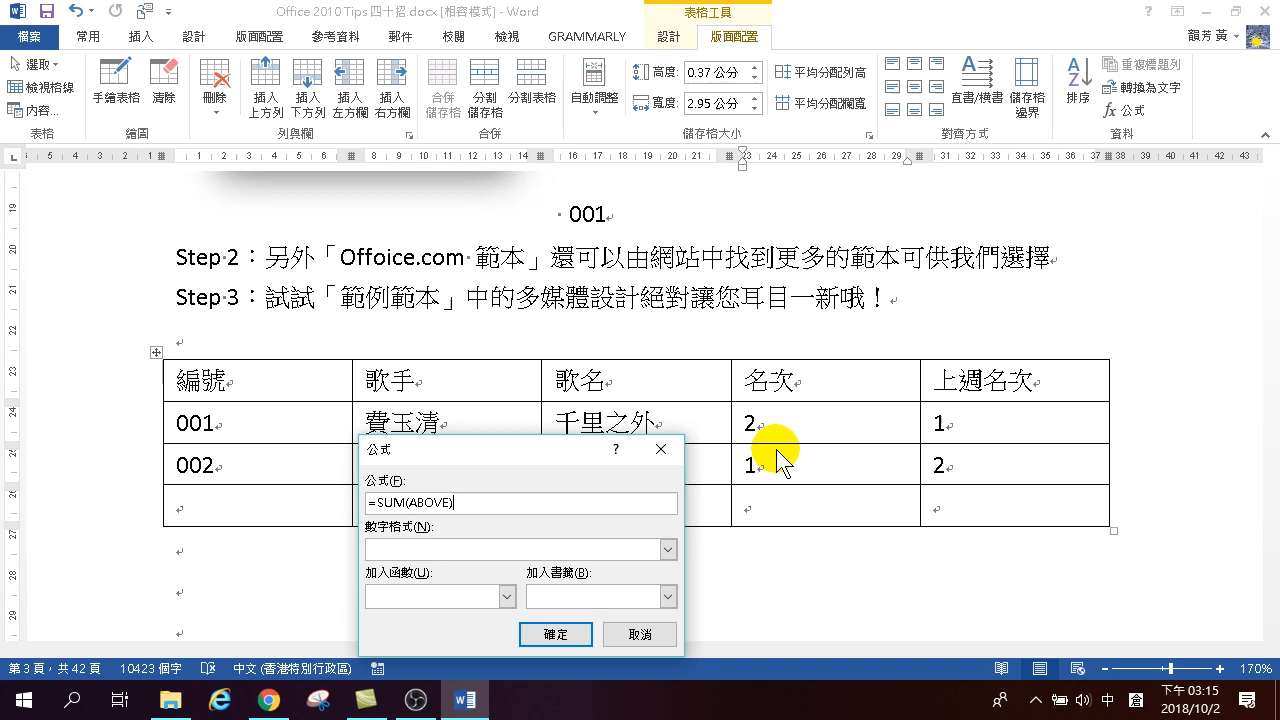 Office 2010 Tips 四十招.docx [相容模式] - Word
表格工具
檔案 常用 插入 設計 版面配置 參考資料 郵件 校閱 檢視 GRAMMARLY 設計 版面配置 韻芳 黃
選取
檢視格線
內容...
表格
手繪表格 清除
繪圖
刪除
插入上方列
插入下方列
插入左方欄
插入右方欄
列與欄
合併儲存格
分割儲存格
分割表格
合併
自動調整
高度: 0.37 公分
寬度: 2.95 公分
平均分配列高
平均分配欄寬
儲存格大小
直書/橫書
儲存格邊界
對齊方式
排序
重複標題列
轉換為文字
fx 公式
資料
001
Step 2：另外「Offoice.com 範本」還可以由網站中找到更多的範本可供我們選擇
Step 3：試試「範例範本」中的多媒體設計絕對讓您耳目一新哦！
編號 歌手 歌名 名次 上週名次
001 費玉清 千里之外 2 1
002 1 2
公式
公式(F):
=SUM(ABOVE)
數字格式(N):
加入函數(U): 加入書籤(B):
確定 取消
第 3 頁，共 42 頁 10423 個字 中文 (香港特別行政區) 170%
中
下午 03:15
2018/10/2